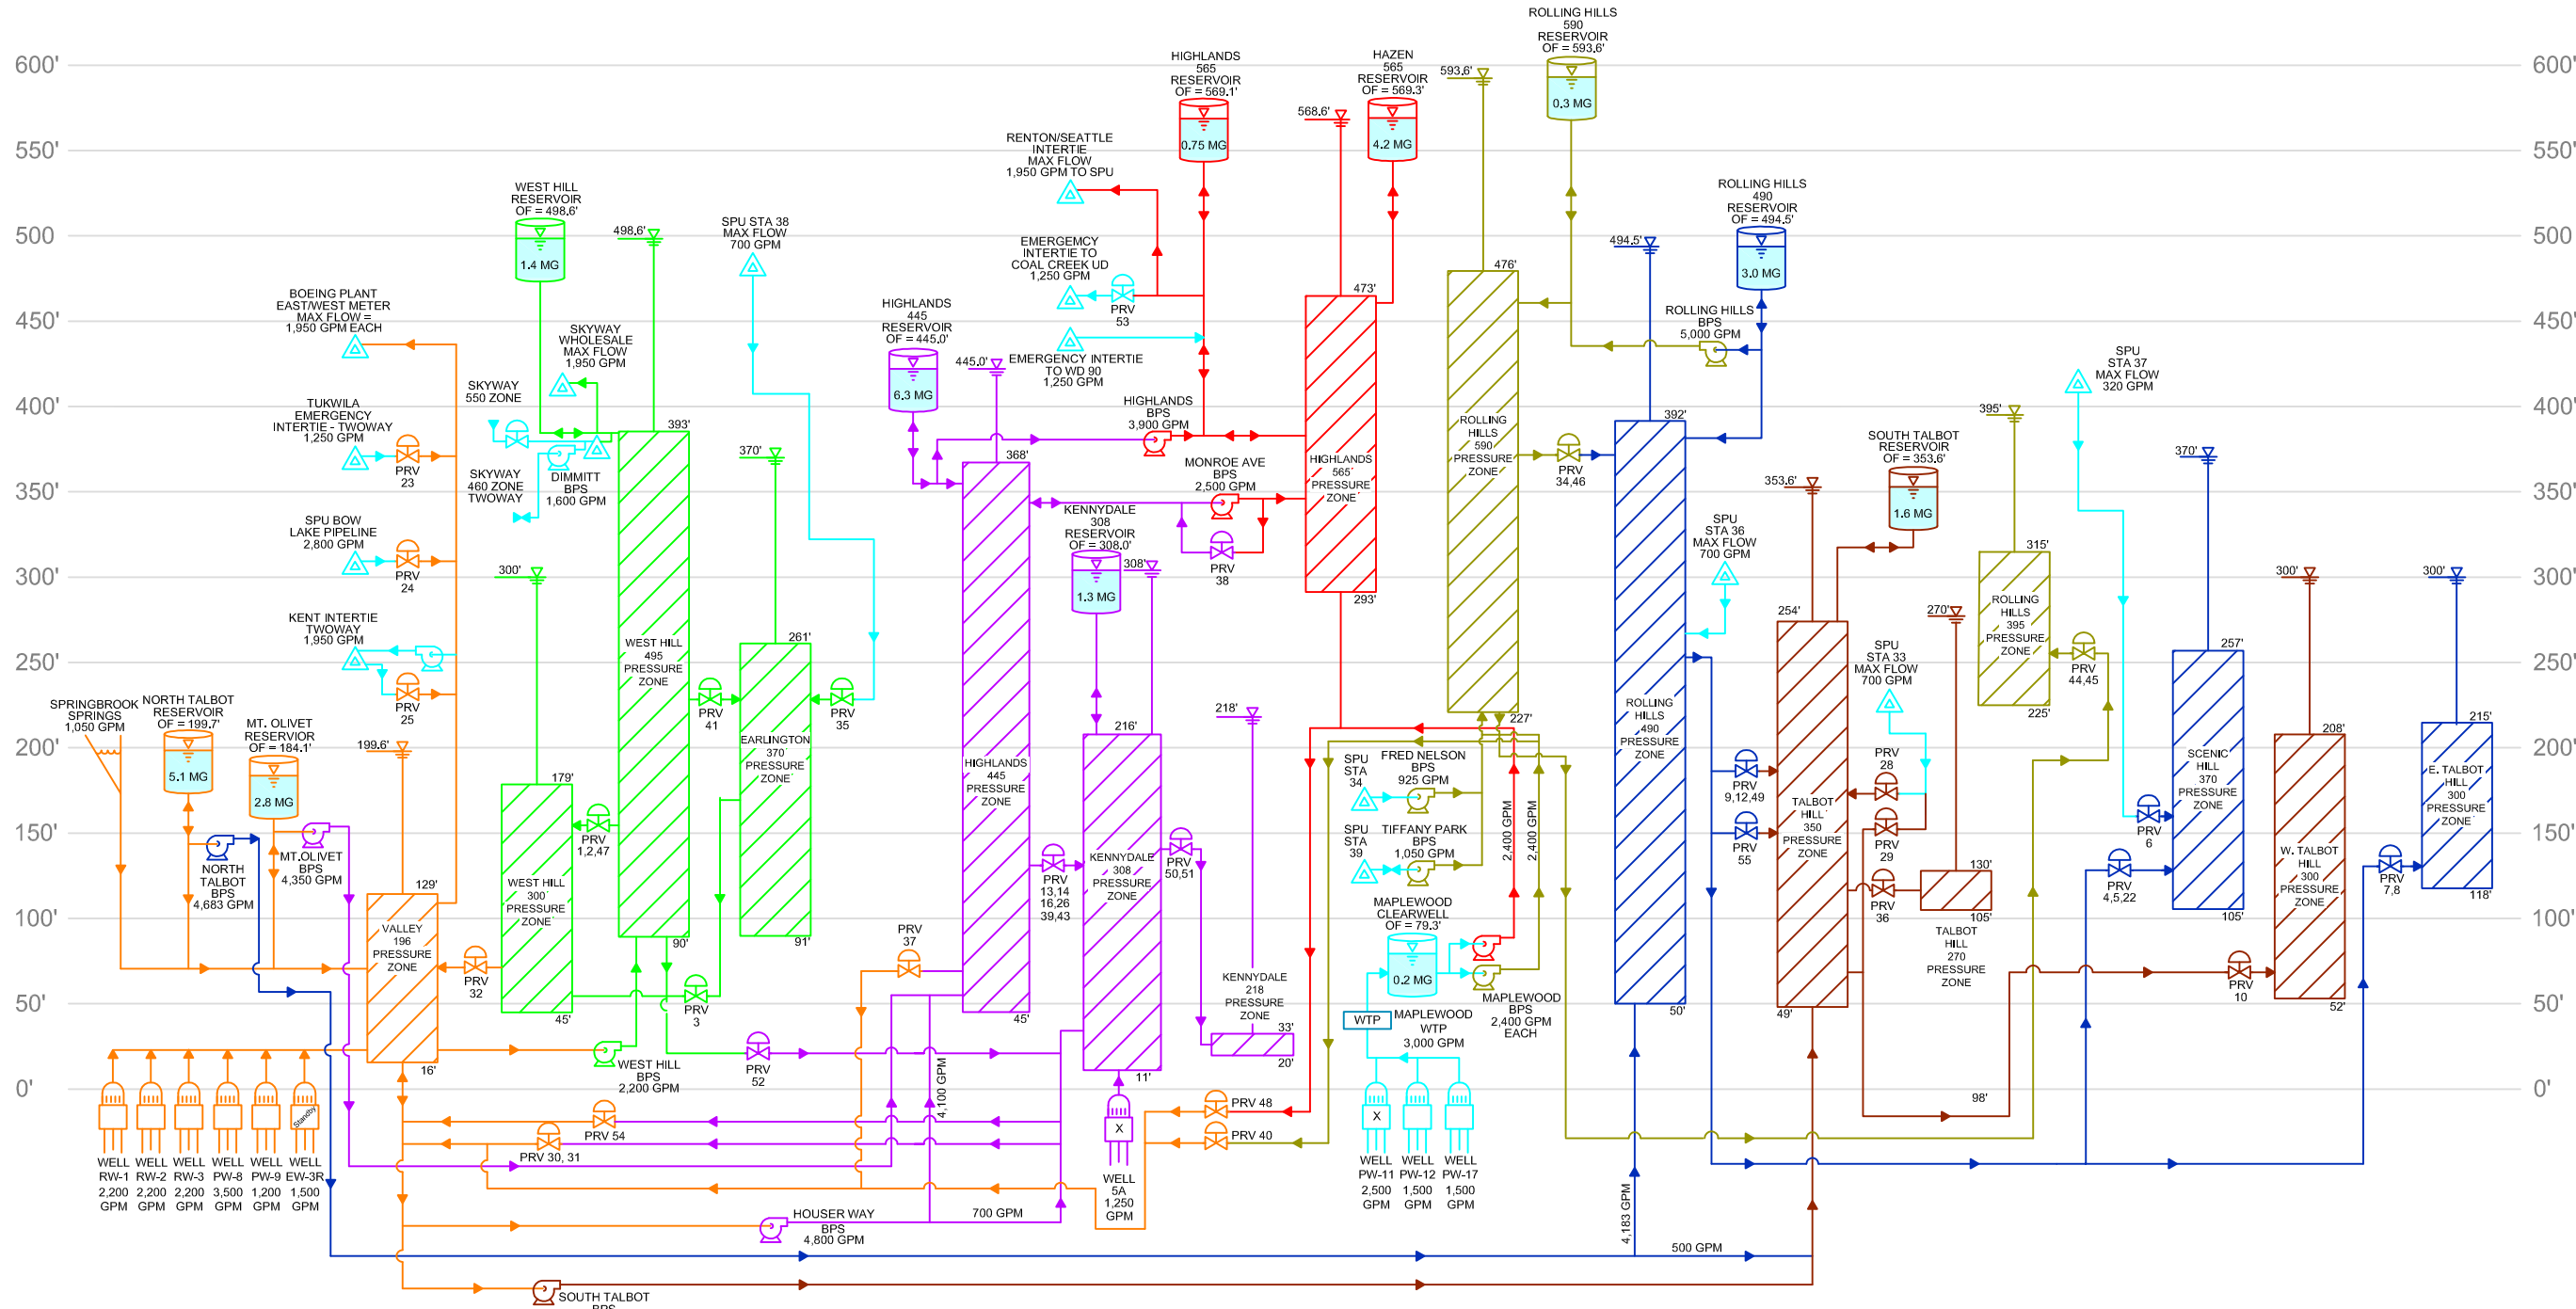 600'
550'
500
450'
400'
350'
300'
250'
200'
150'
100'
50'
0'
600'
550'
500
450'
400'
350'
300'
250'
200'
150'
100'
50'
0'
SPRINGBROOK
SPRINGS
1,050 GPM
NORTH TALBOT
RESERVOIR
OF = 199.7'
5.1 MG
MT. OLIVET
RESERVIOR
OF = 184.1'
2.8 MG
NORTH
TALBOT
BPS
4,683 GPM
MT.OLIVET
BPS
4,350 GPM
BOEING PLANT
EAST/WEST METER
MAX FLOW =
1,950 GPM EACH
TUKWILA
EMERGENCY
INTERTIE - TWOWAY
1,250 GPM
PRV
23
SPU BOW
LAKE PIPELINE
2,800 GPM
PRV
24
KENT INTERTIE
TWOWAY
1,950 GPM
PRV
25
199.6'
129'
VALLEY
196
PRESSURE
ZONE
16'
PRV
32
WELL
RW-1
2,200
GPM
WELL
RW-2
2,200
GPM
WELL
RW-3
2,200
GPM
WELL
PW-8
3,500
GPM
WELL
PW-9
1,200
GPM
Standby
WELL
EW-3R
1,500
GPM
WEST HILL
RESERVOIR
OF = 498.6'
1.4 MG
498.6'
SKYWAY
WHOLESALE
MAX FLOW
1,950 GPM
SKYWAY
550 ZONE
SKYWAY
460 ZONE
TWOWAY
DIMMITT
BPS
1,600 GPM
393'
WEST HILL
495
PRESSURE
ZONE
90'
300'
179'
WEST HILL
300
PRESSURE
ZONE
45'
PRV
1,2,47
PRV
41
PRV
3
SPU STA 38
MAX FLOW
700 GPM
370'
261'
EARLINGTON
370
PRESSURE
ZONE
91'
PRV
35
WEST HILL
BPS
2,200 GPM
PRV
52
PRV 54
PRV 30, 31
PRV
37
HOUSER WAY
BPS
4,800 GPM
700 GPM
4,100 GPM
SOUTH TALBOT
HIGHLANDS
445
RESERVOIR
OF = 445.0'
6.3 MG
445.0'
368'
HIGHLANDS
445
PRESSURE
ZONE
45'
RENTON/SEATTLE
INTERTIE
MAX FLOW
1,950 GPM TO SPU
EMERGEMCY
INTERTIE TO
COAL CREEK UD
1,250 GPM
PRV
53
EMERGENCY INTERTIE
TO WD 90
1,250 GPM
HIGHLANDS
565
RESERVOIR
OF = 569.1'
0.75 MG
HIGHLANDS
BPS
3,900 GPM
MONROE AVE
BPS
2,500 GPM
PRV
38
KENNYDALE
308
RESERVOIR
OF = 308.0'
1.3 MG
308'
216'
KENNYDALE
308
PRESSURE
ZONE
11'
PRV
13,14
16,26
39,43
PRV
50,51
218'
KENNYDALE
218
PRESSURE
ZONE
33'
20'
X
WELL
5A
1,250
GPM
PRV 48
PRV 40
568.6'
HAZEN
565
RESERVOIR
OF = 569.3'
4.2 MG
473'
HIGHLANDS
565'
PRESSURE
ZONE
293'
593.6'
ROLLING HILLS
590
RESERVOIR
OF = 593.6'
0.3 MG
476'
ROLLING
HILLS
590
PRESSURE
ZONE
227'
SPU
STA
34
FRED NELSON
BPS
925 GPM
SPU
STA
39
TIFFANY PARK
BPS
1,050 GPM
2,400 GPM
2,400 GPM
MAPLEWOOD
CLEARWELL
OF = 79.3'
0.2 MG
WTP
MAPLEWOOD
WTP
3,000 GPM
MAPLEWOOD
BPS
2,400 GPM
EACH
X
WELL
PW-11
2,500
GPM
WELL
PW-12
1,500
GPM
WELL
PW-17
1,500
GPM
PRV
34,46
494.5'
ROLLING HILLS
490
RESERVOIR
OF = 494.5'
3.0 MG
ROLLING HILLS
BPS
5,000 GPM
392'
ROLLING
HILLS
490
PRESSURE
ZONE
50'
4,183 GPM
500 GPM
SPU
STA 36
MAX FLOW
700 GPM
PRV
9,12,49
PRV
55
353.6'
SOUTH TALBOT
RESERVOIR
OF = 353.6'
1.6 MG
254'
TALBOT
HILL
350
PRESSURE
ZONE
49'
SPU
STA 33
MAX FLOW
700 GPM
PRV
28
PRV
29
PRV
36
270'
130'
105'
TALBOT
HILL
270
PRESSURE
ZONE
98'
395'
315'
ROLLING
HILLS
395
PRESSURE
ZONE
225'
PRV
44,45
SPU
STA 37
MAX FLOW
320 GPM
PRV
6
PRV
4,5,22
370'
257'
SCENIC
HILL
370
PRESSURE
ZONE
105'
PRV
10
300'
208'
W. TALBOT
HILL
300
PRESSURE
ZONE
52'
PRV
7,8
300'
215'
E. TALBOT
HILL
300
PRESSURE
ZONE
118'